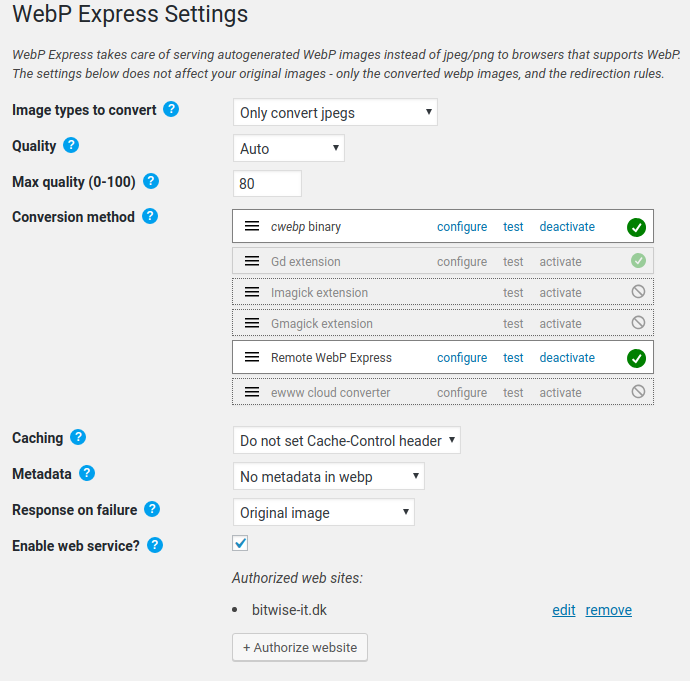 WebP Express Settings
WebP Express takes care of serving autogenerated WebP images instead of jpeg/png to browsers that supports WebP.
The settings below does not affect your original images - only the converted webp images, and the redirection rules.
Image types to convert ? Only convert jpegs
Quality ? Auto
Max quality (0-100) ? 80
Conversion method ?
cwebp binary configure test deactivate
Gd extension configure test activate
Imagick extension test activate
Gmagick extension test activate
Remote WebP Express configure test deactivate
ewww cloud converter configure test activate
Caching ? Do not set Cache-Control header
Metadata ? No metadata in webp
Response on failure ? Original image
Enable web service? ?
Authorized web sites:
• bitwise-it.dk edit remove
+ Authorize website